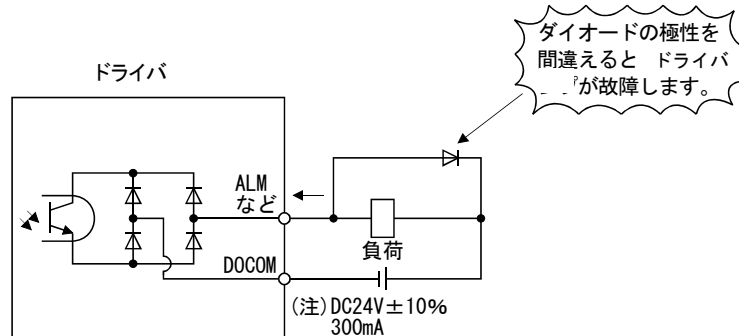 ダイオードの極性を
間違えると ドライバ
が故障します。
ドライバ
ALM
など
負荷
DOCOM
(注)DC24V±10%
300mA